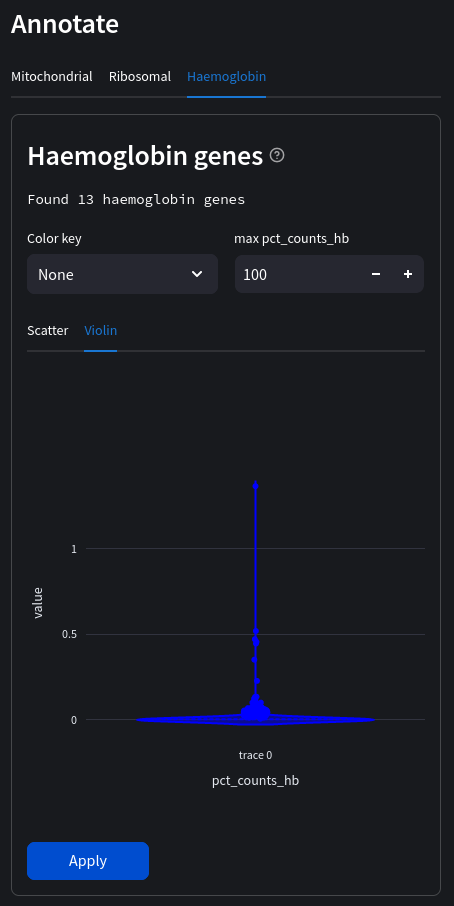 Annotate
Mitochondrial Ribosomal Haemoglobin
Haemoglobin genes
Found 13 haemoglobin genes
Color key max pct_counts_hb
None 100 − +
Scatter Violin
1
value
0.5
0
trace 0
pct_counts_hb
Apply